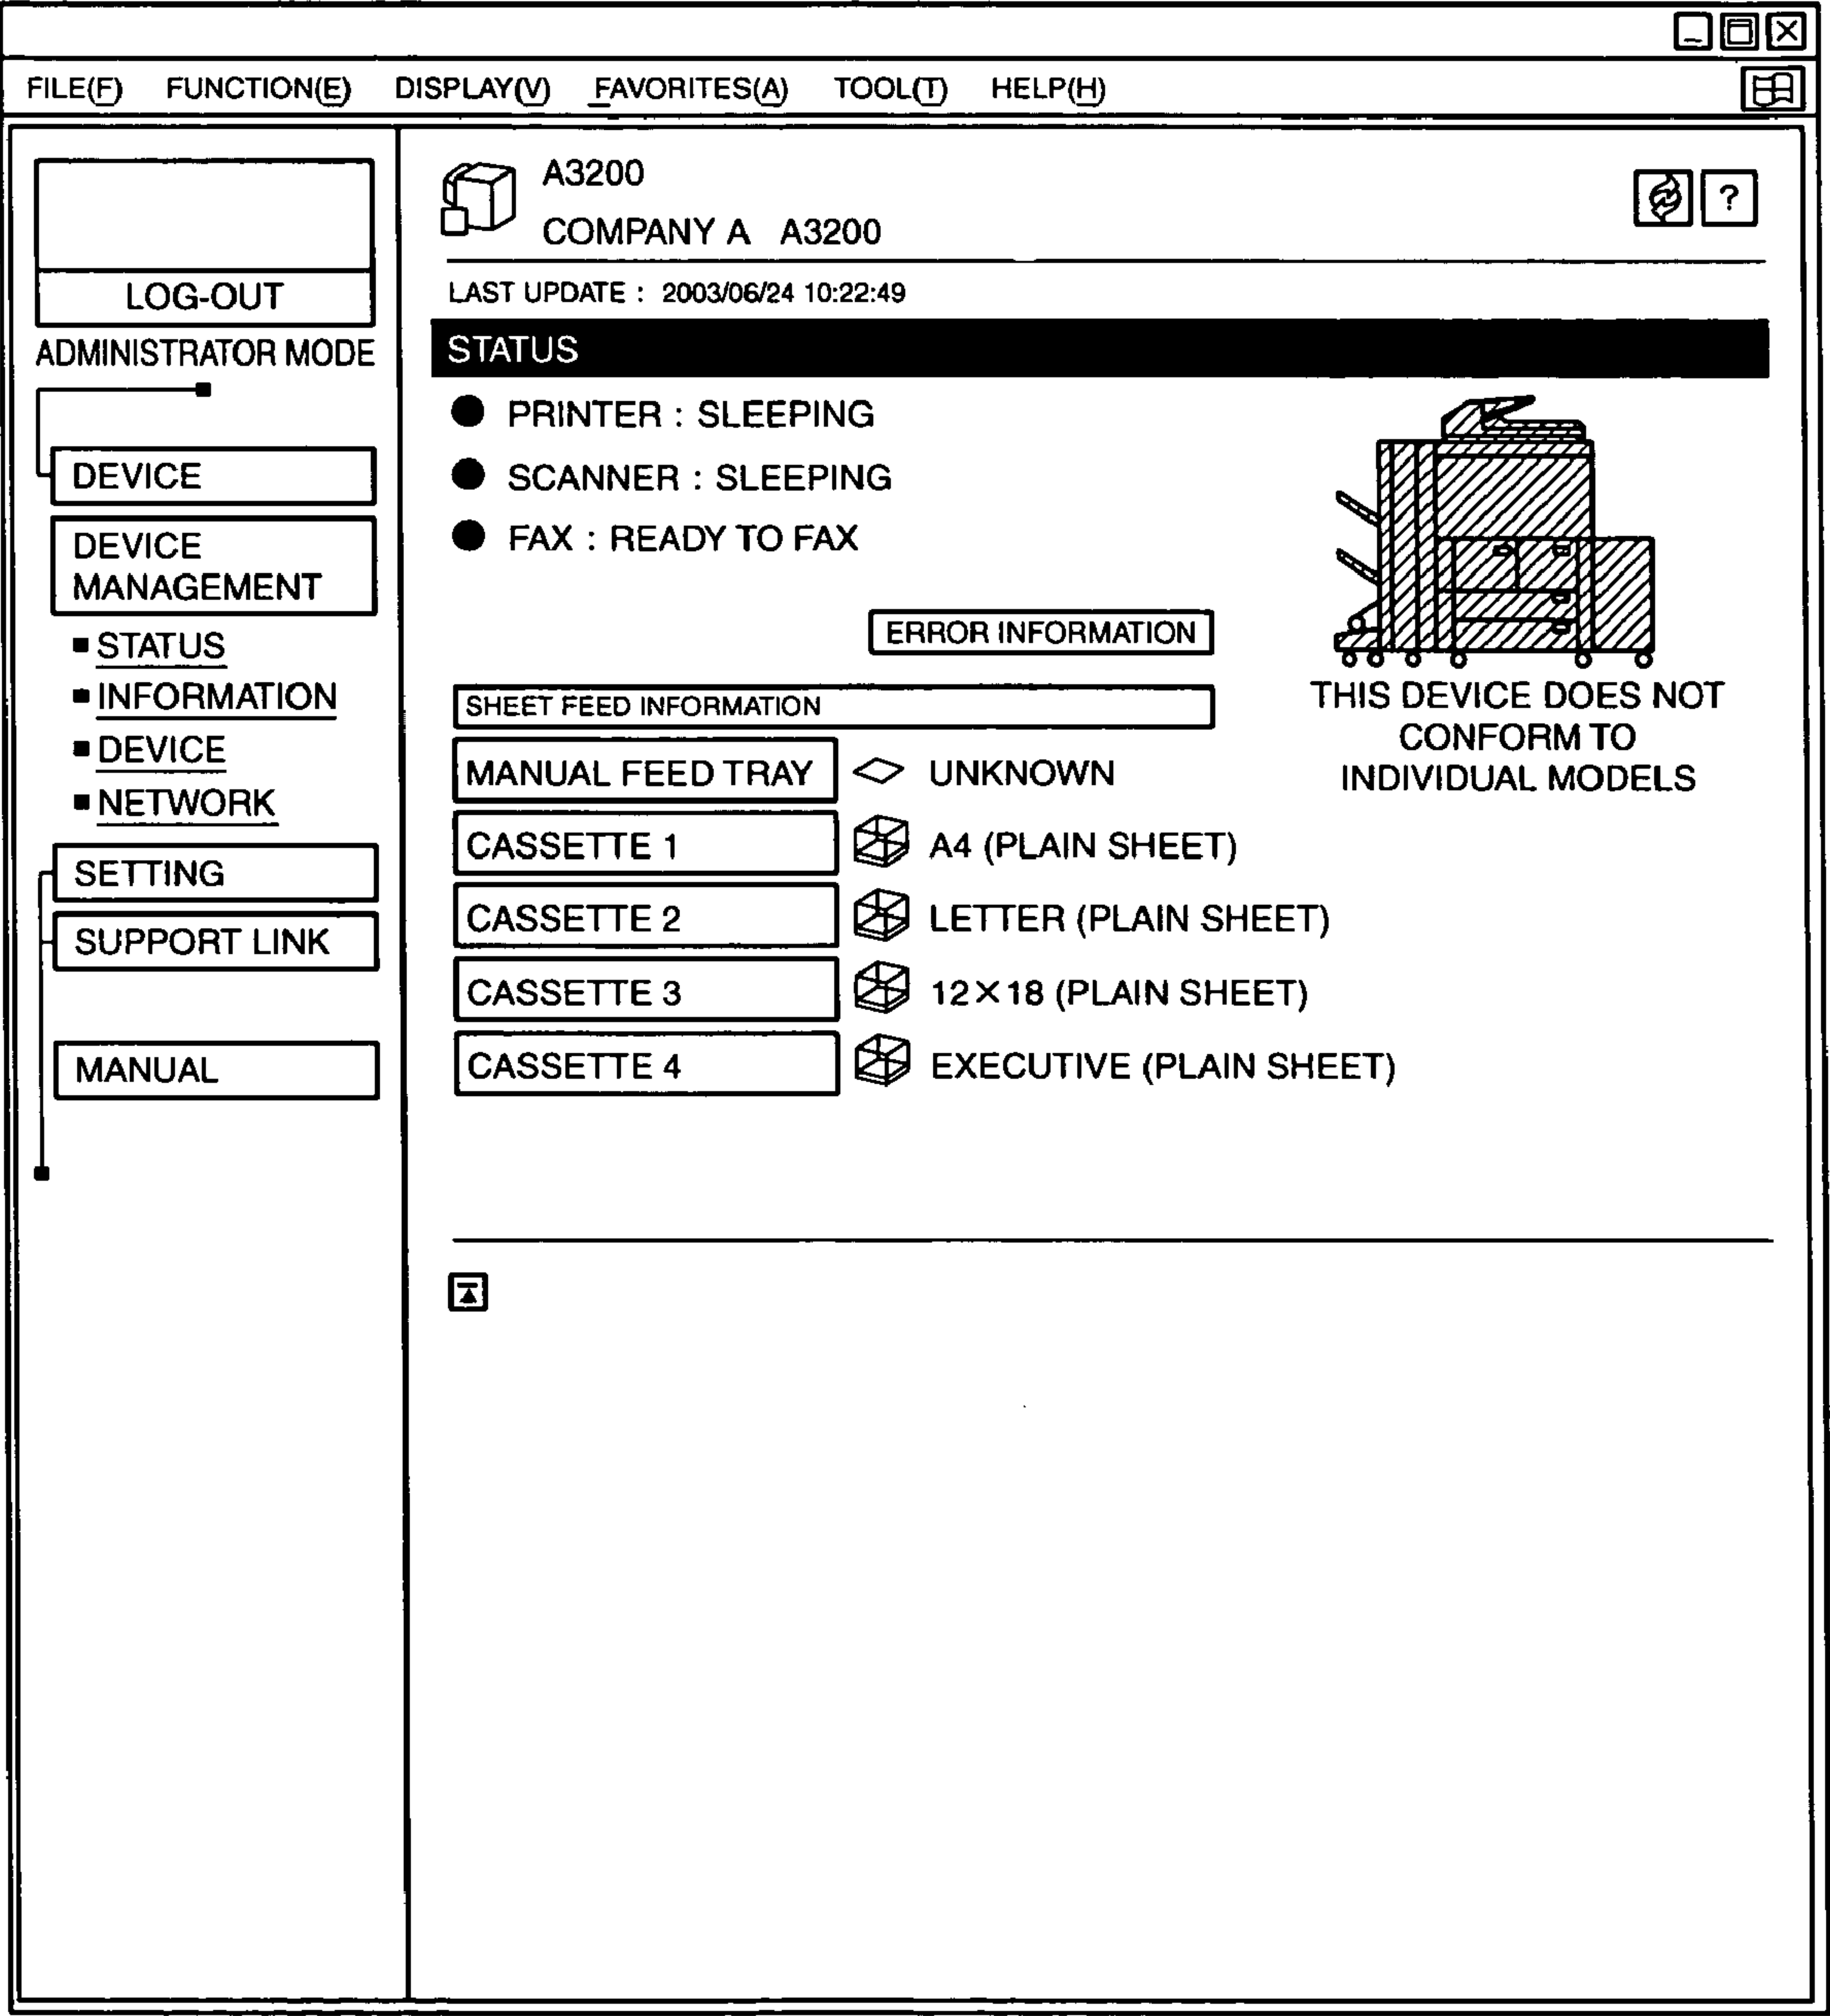 FILE(F) FUNCTION(E) DISPLAY(V) FAVORITES(A) TOOL(T) HELP(H)
LOG-OUT
ADMINISTRATOR MODE
DEVICE
DEVICE
MANAGEMENT
STATUS
INFORMATION
DEVICE
NETWORK
SETTING
SUPPORT LINK
MANUAL
A3200
COMPANY A A3200
?
LAST UPDATE : 2003/06/24 10:22:49
STATUS
PRINTER : SLEEPING
SCANNER : SLEEPING
FAX : READY TO FAX
ERROR INFORMATION
THIS DEVICE DOES NOT
CONFORM TO
INDIVIDUAL MODELS
SHEET FEED INFORMATION
MANUAL FEED TRAY UNKNOWN
CASSETTE 1 A4 (PLAIN SHEET)
CASSETTE 2 LETTER (PLAIN SHEET)
CASSETTE 3 12×18 (PLAIN SHEET)
CASSETTE 4 EXECUTIVE (PLAIN SHEET)